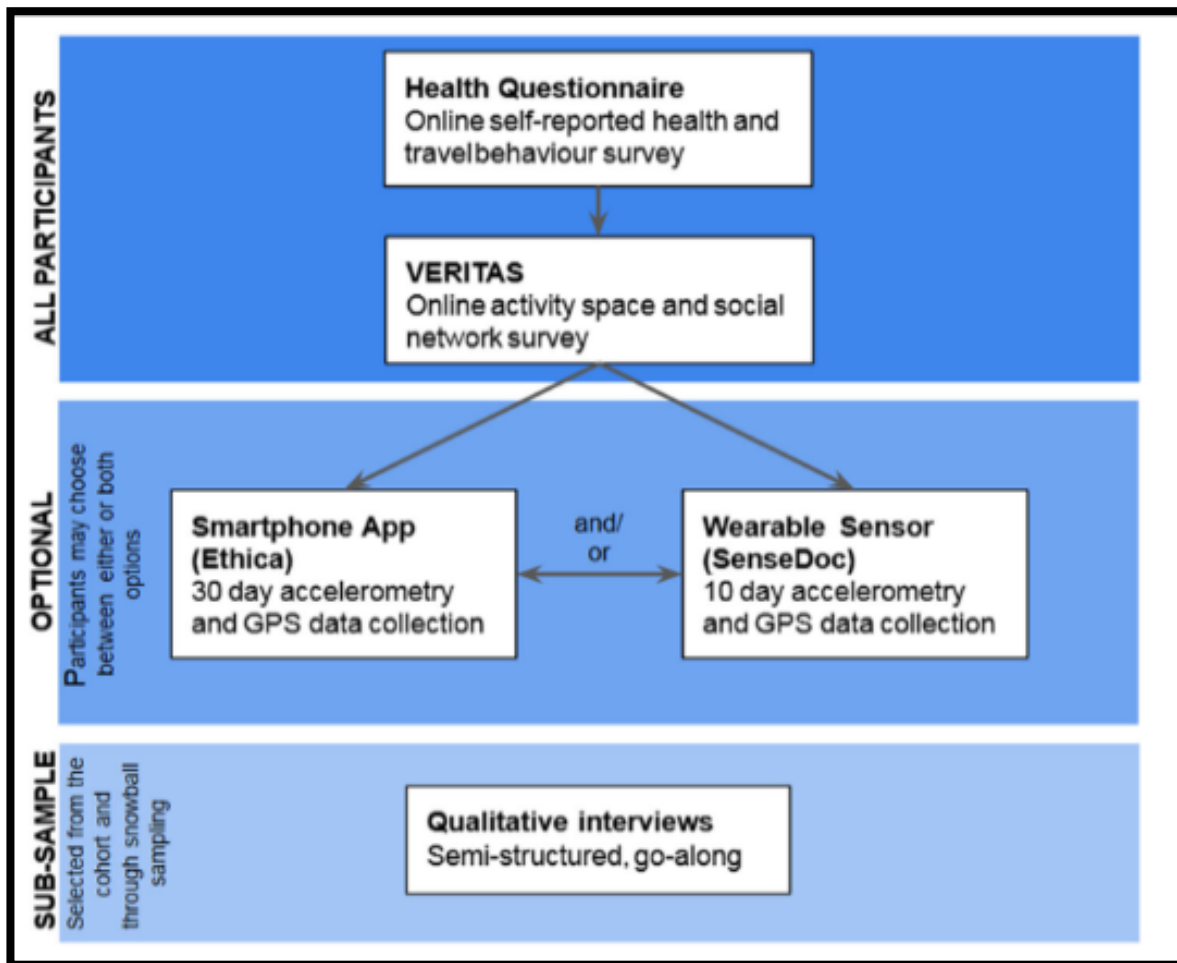 ALL PARTICIPANTS
Health Questionnaire
Online self-reported health and
travel behaviour survey
VERITAS
Online activity space and social
network survey
OPTIONAL
Participants may choose
between either or both
options
Smartphone App
(Ethica)
30 day accelerometry
and GPS data collection
and/
or
Wearable Sensor
(SenseDoc)
10 day accelerometry
and GPS data collection
SUB-SAMPLE
Selected from the
cohort and
through snowball
sampling
Qualitative interviews
Semi-structured, go-along